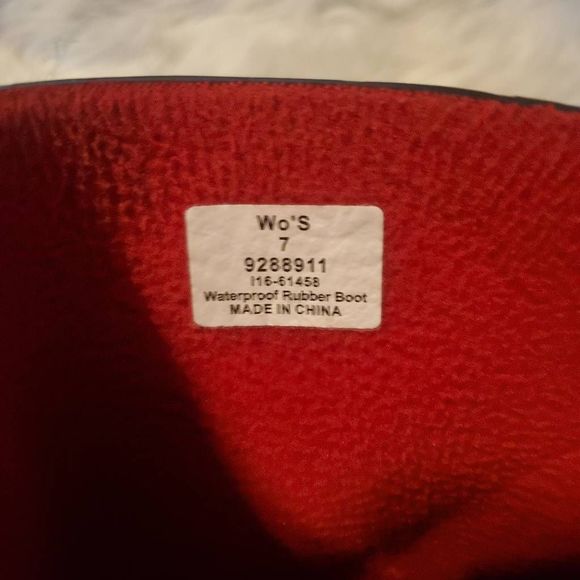 Wo'S
7
9288911
I16-61458
Waterproof Rubber Boot
MADE IN CHINA